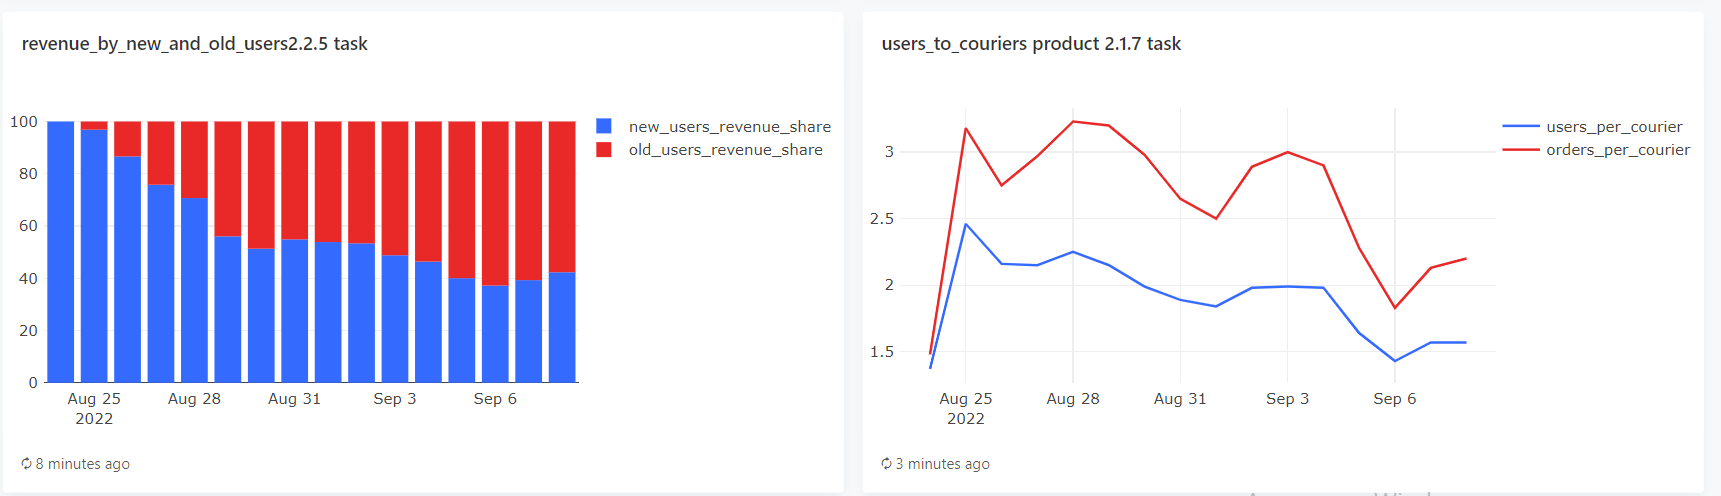 revenue_by_new_and_old_users2.2.5 task
100
80
60
40
20
0
Aug 25
2022
Aug 28
Aug 31
Sep 3
Sep 6
new_users_revenue_share
old_users_revenue_share
8 minutes ago
users_to_couriers product 2.1.7 task
3
2.5
2
1.5
Aug 25
2022
Aug 28
Aug 31
Sep 3
Sep 6
users_per_courier
orders_per_courier
3 minutes ago